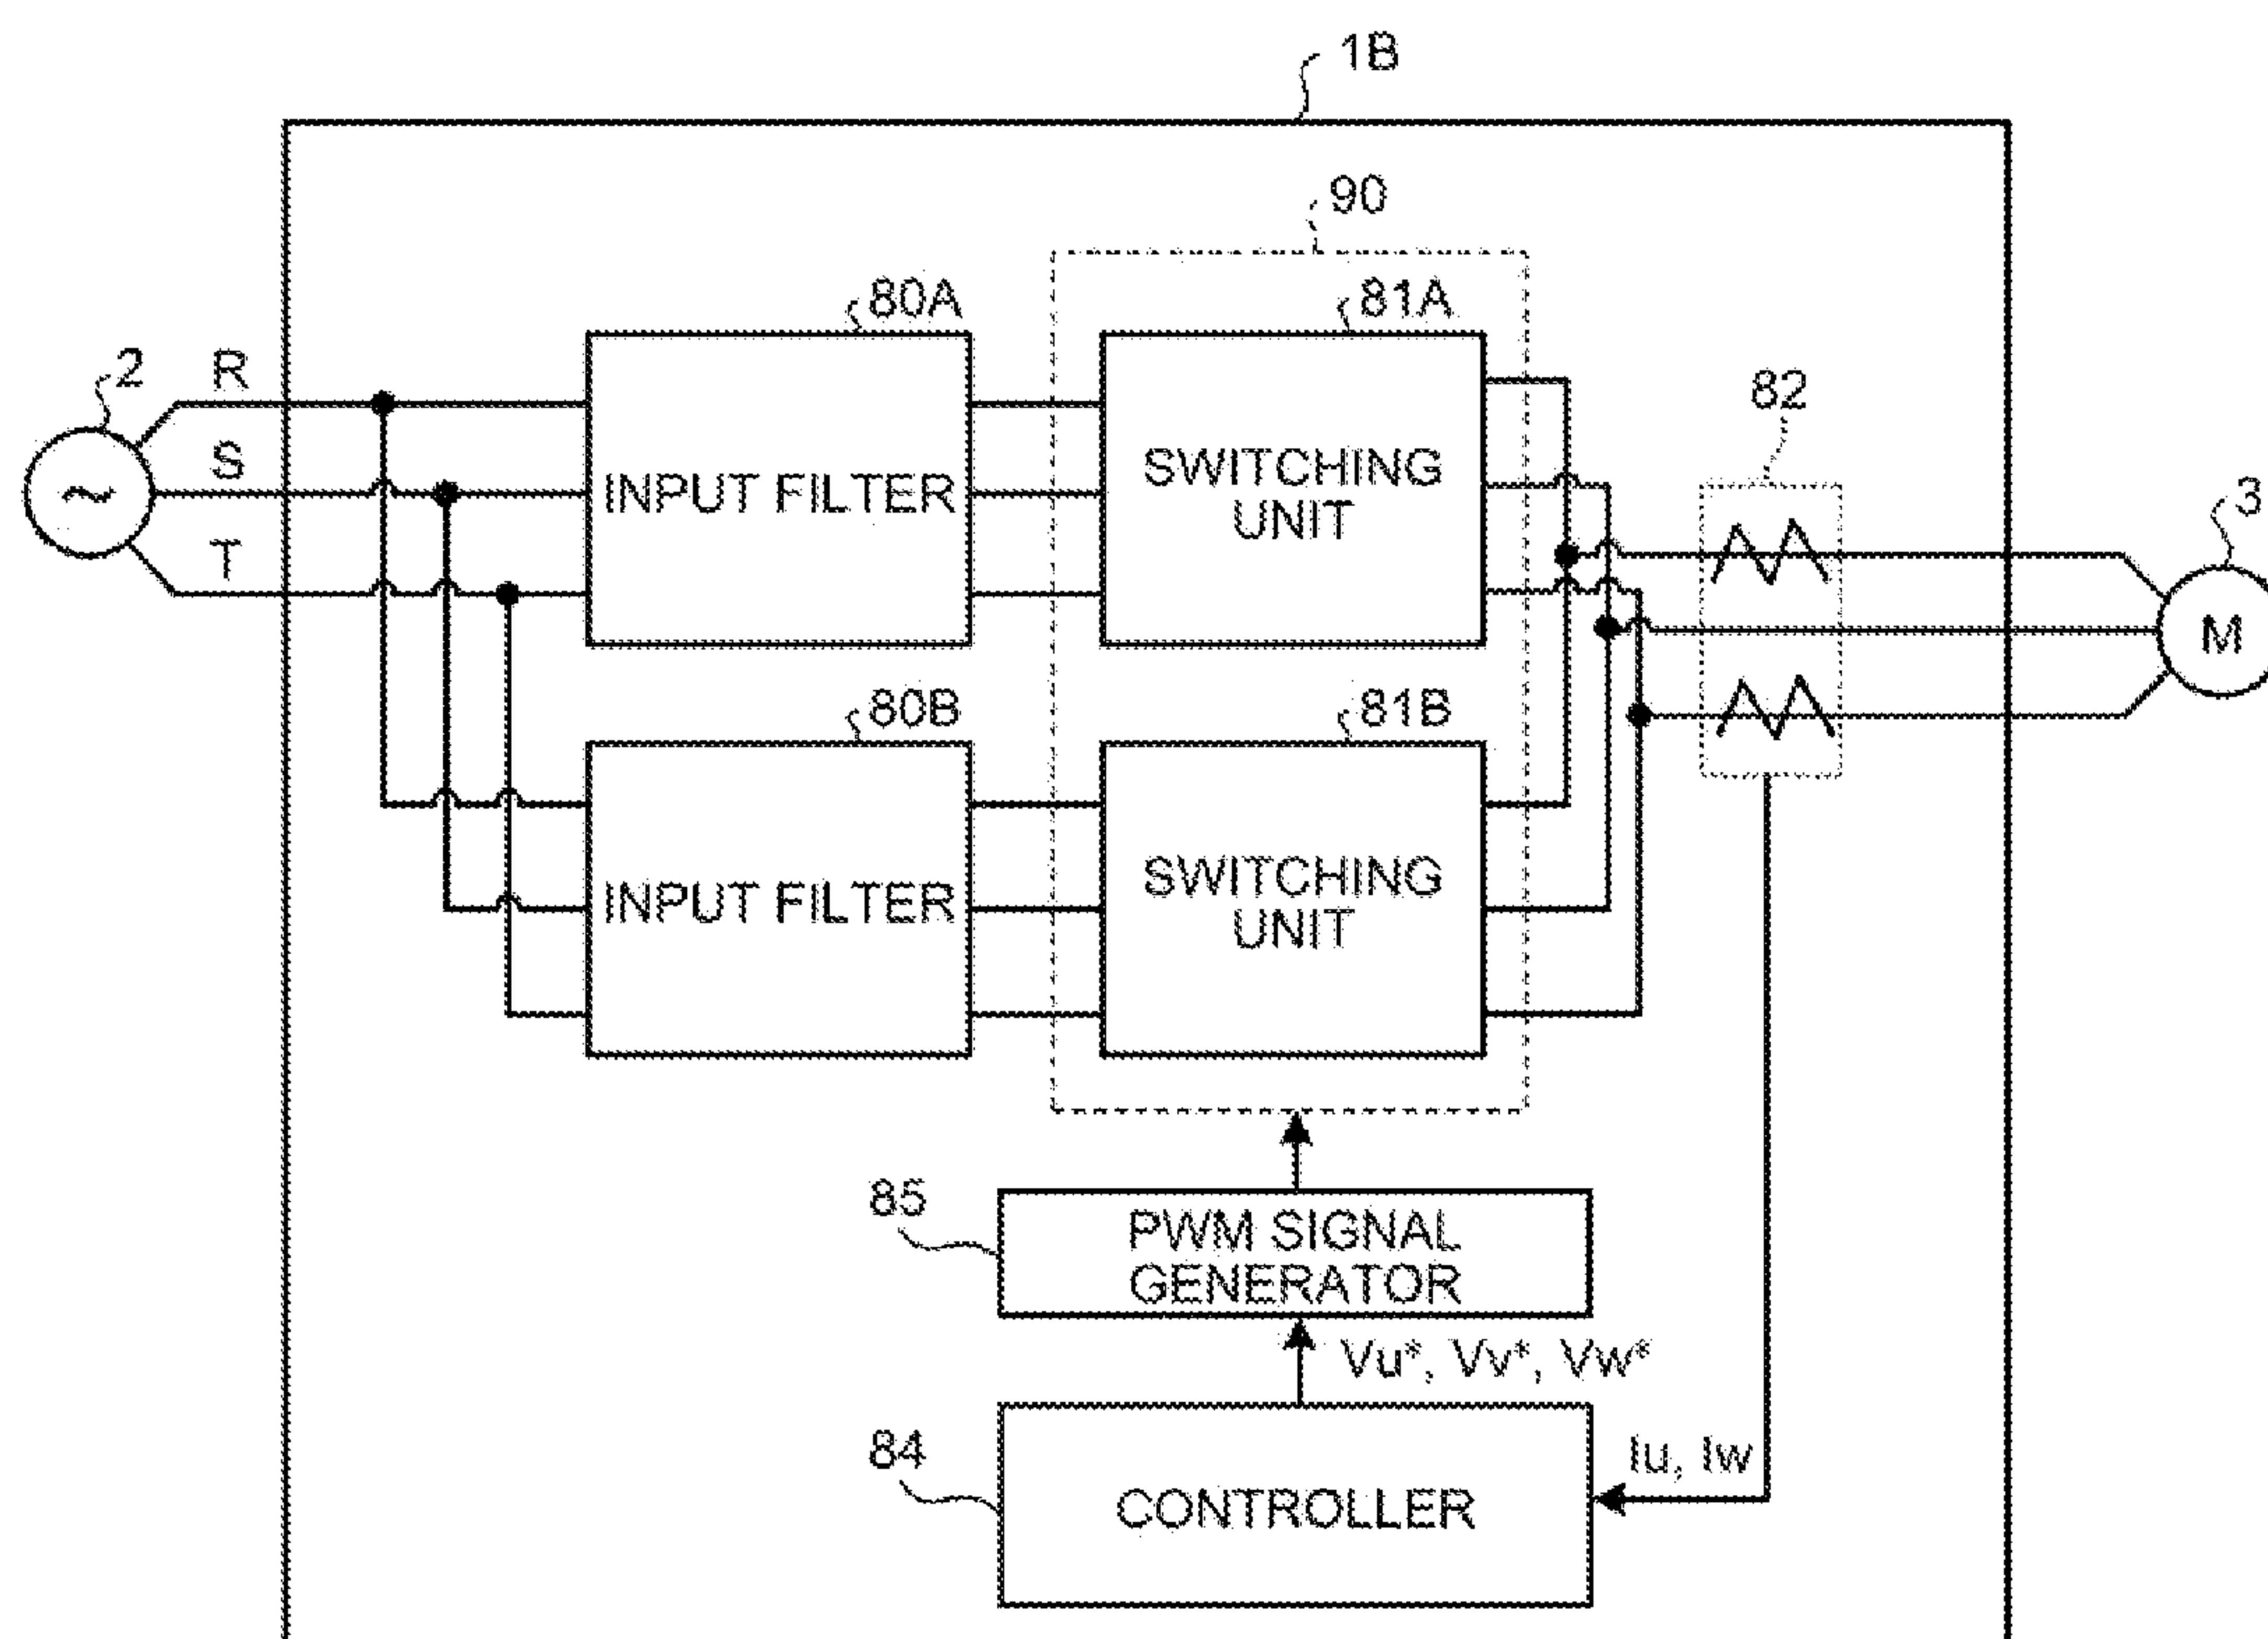 1B
90
80A
81A
2
R
S
T
INPUT FILTER
SWITCHING
UNIT
82
3
M
80B
81B
INPUT FILTER
SWITCHING
UNIT
85
PWM SIGNAL
GENERATOR
Vu*, Vv*, Vw*
84
CONTROLLER
Iu, Iw